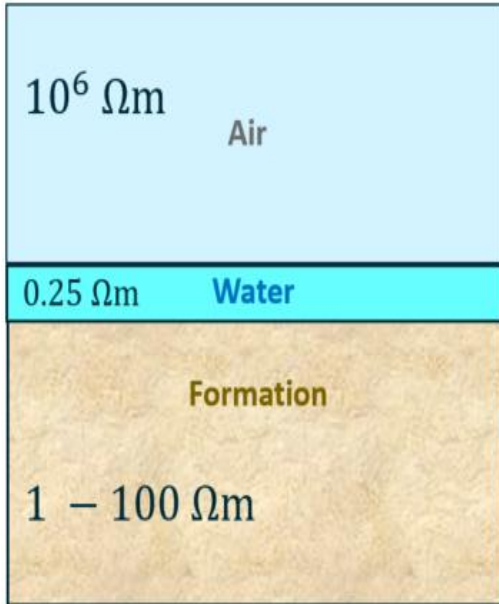 10⁶ Ωm
Air
0.25 Ωm Water
Formation
1 – 100 Ωm